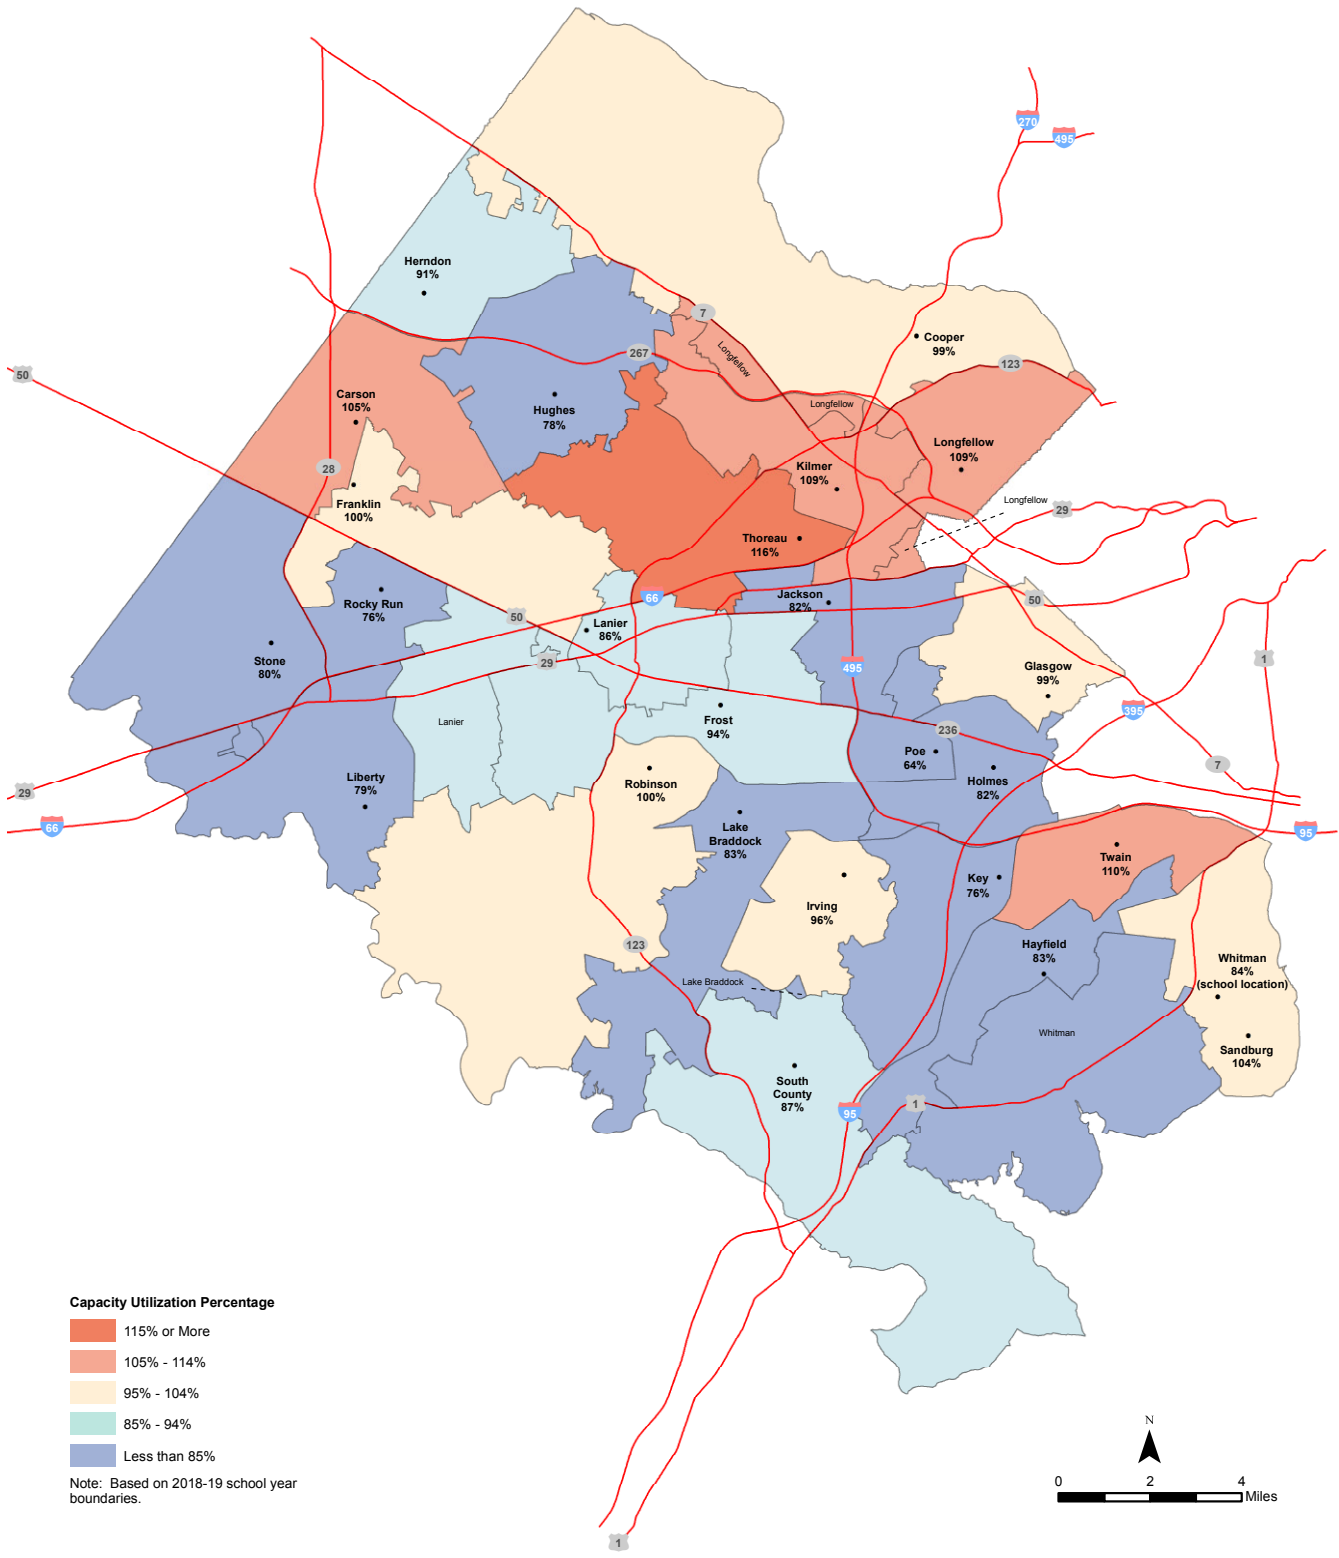 270
495
Herndon
91%
7
Cooper
99%
Longfellow
267
123
50
Carson
105%
Hughes
78%
Longfellow
Longfellow
109%
28
Kilmer
109%
Franklin
100%
Longfellow
29
Thoreau
116%
Rocky Run
76%
66
Jackson
82%
50
50
Lanier
86%
Stone
80%
29
495
Glasgow
99%
1
Lanier
Frost
94%
395
236
Poe
64%
Holmes
82%
7
Liberty
79%
Robinson
100%
29
66
Lake
Braddock
83%
95
Twain
110%
Key
76%
Irving
96%
123
Hayfield
83%
Whitman
84%
(school location)
Lake Braddock
Whitman
Sandburg
104%
South
County
87%
95
1
Capacity Utilization Percentage
115% or More
105% - 114%
95% - 104%
85% - 94%
Less than 85%
Note: Based on 2018-19 school year
boundaries.
N
0 2 4
Miles
1